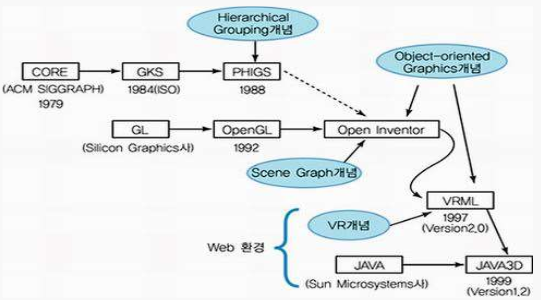 Hierarchical
Grouping개념
Object-oriented
Graphics개념
CORE
GKS
PHIGS
(ACM SIGGRAPH)
1979
1984(ISO)
1988
GL
OpenGL
Open Inventor
(Silicon Graphics사)
1992
Scene Graph개념
VRML
1997
(Version2,0)
VR개념
Web 환경
JAVA
JAVA3D
(Sun Microsystems사)
1999
(Version1,2)